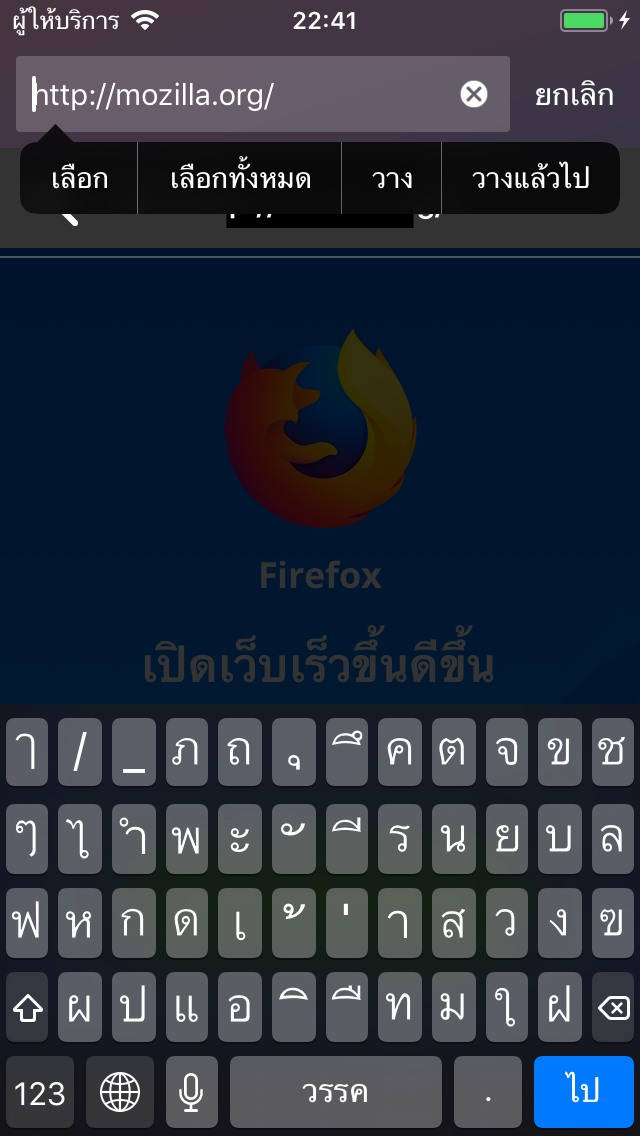 ผู้ให้บริการ 22:41
http://mozilla.org/ ยกเลิก
เลือก เลือกทั้งหมด วาง วางแล้วไป
Firefox
เปิดเว็บเร็วขึ้นดีขึ้น
ๅ / _ ภ ถ ุ ึ ค ต จ ข ช
ๆ ไ ำ พ ะ ั ี ร น ย บ ล
ฟ ห ก ด เ ้ ่ า ส ว ง ฃ
ผ ป แ อ ิ ื ท ม ใ ฝ
123 วรรค . ไป